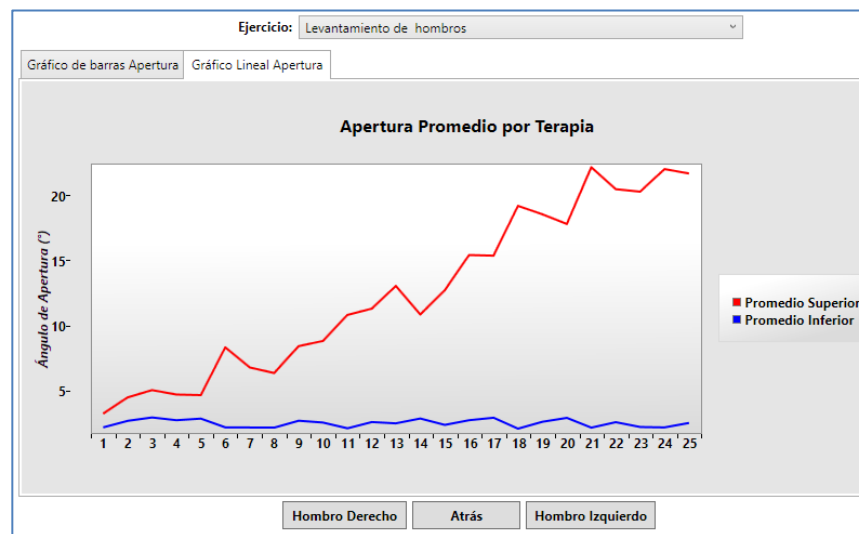 Ejercicio: Levantamiento de hombros
Gráfico de barras Apertura Gráfico Lineal Apertura
Apertura Promedio por Terapia
Ángulo de Apertura (°)
20
15
10
5
1 2 3 4 5 6 7 8 9 10 11 12 13 14 15 16 17 18 19 20 21 22 23 24 25
Promedio Superior
Promedio Inferior
Hombro Derecho Atrás Hombro Izquierdo